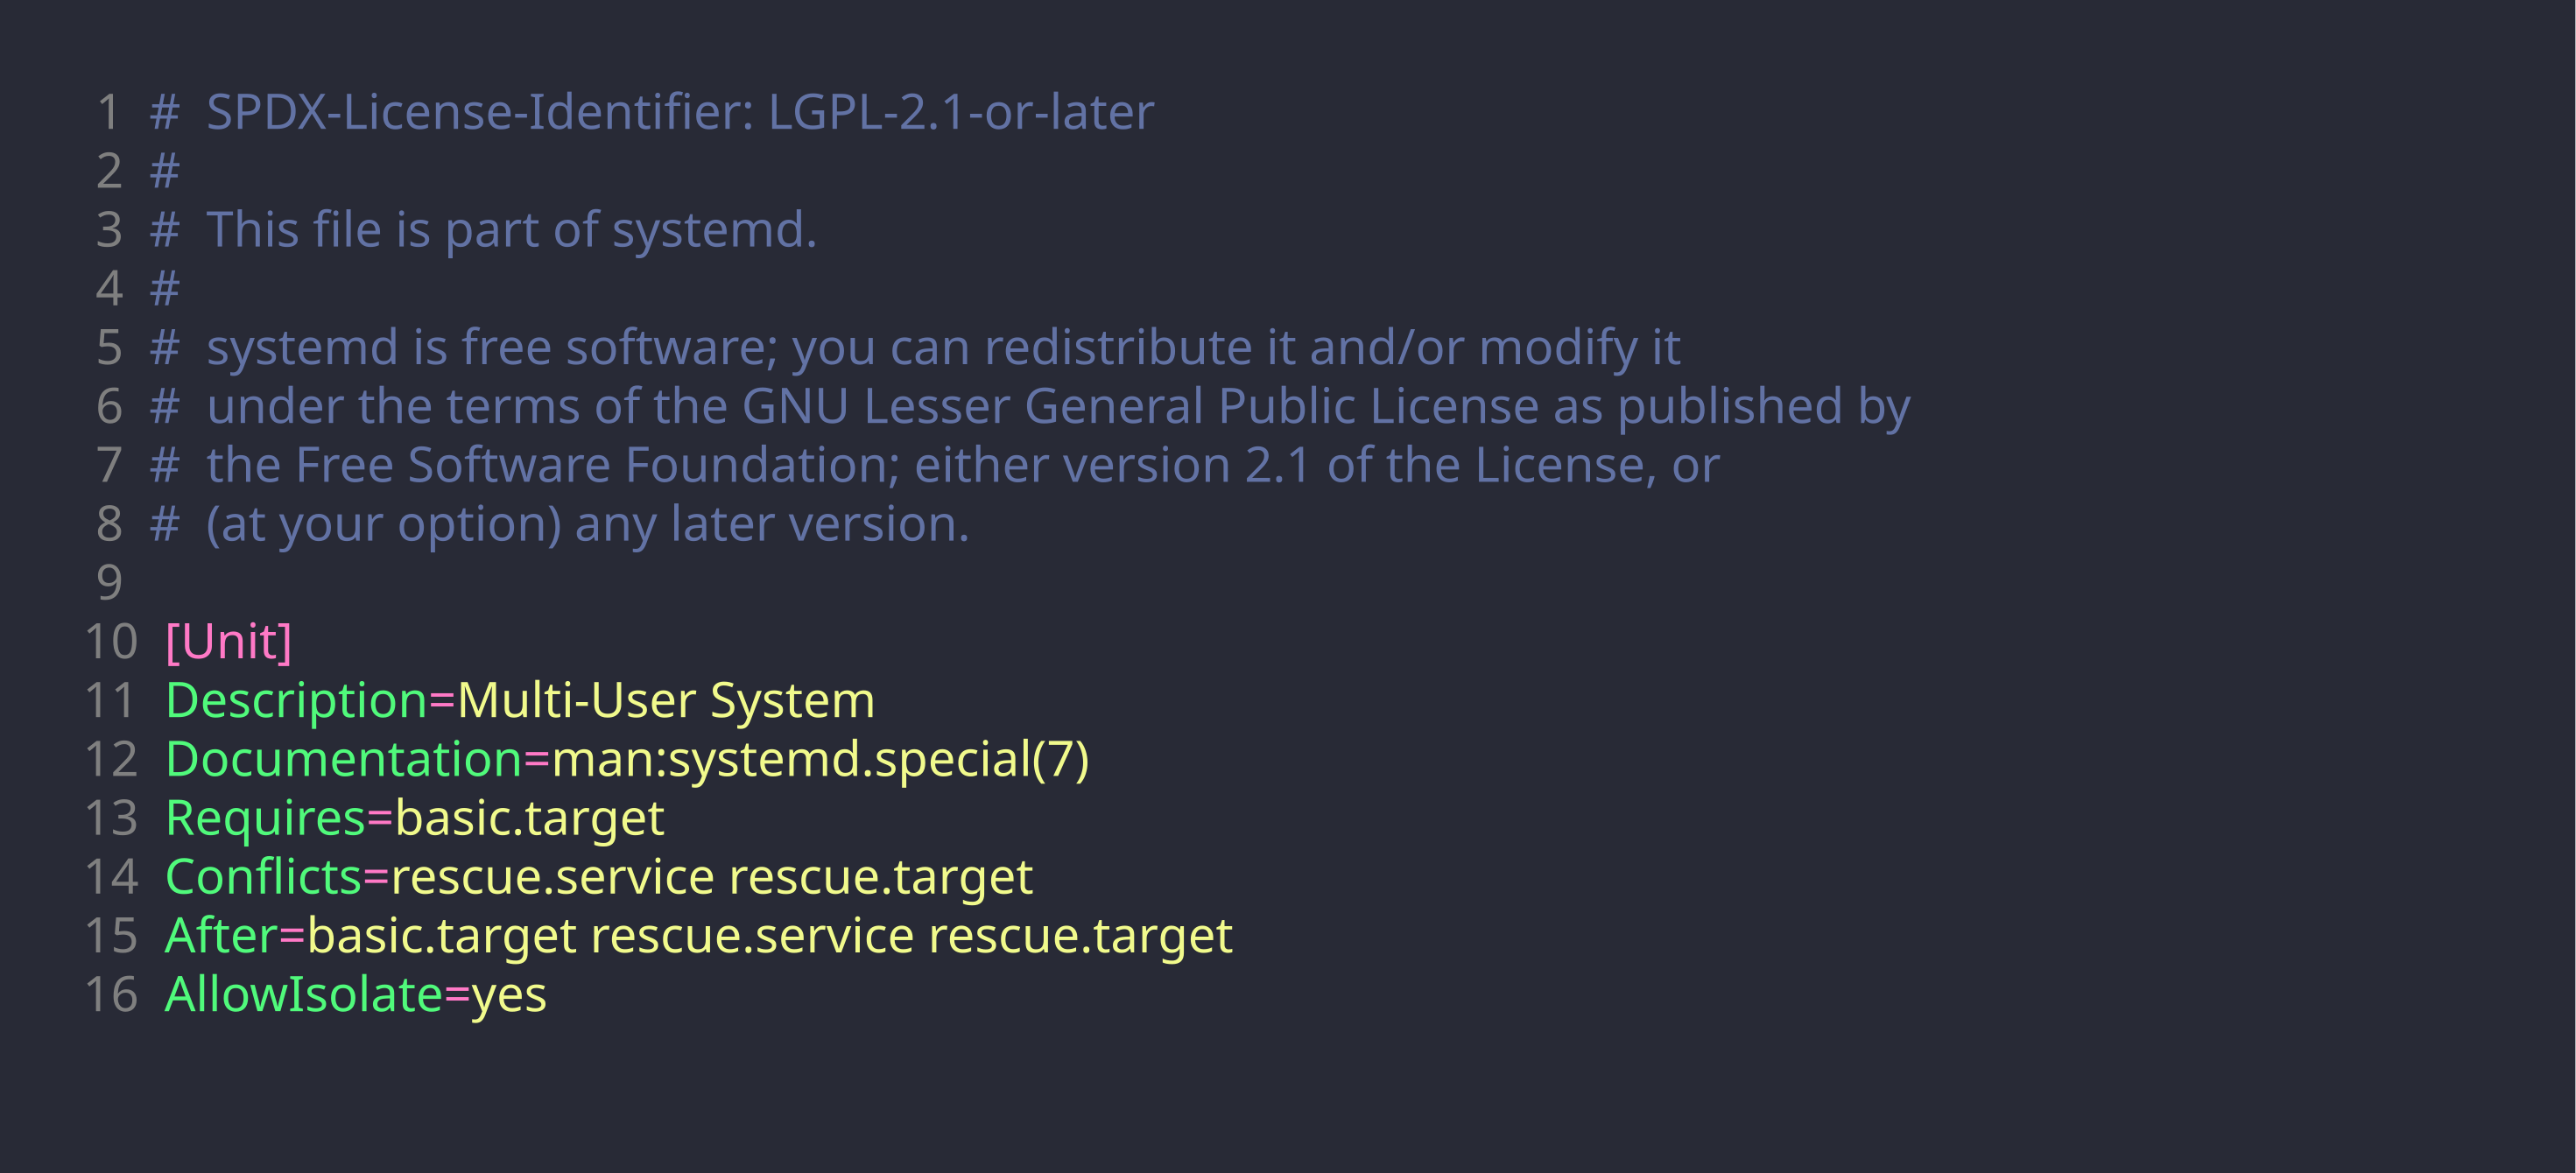 1 #  SPDX-License-Identifier: LGPL-2.1-or-later
2 #
3 #  This file is part of systemd.
4 #
5 #  systemd is free software; you can redistribute it and/or modify it
6 #  under the terms of the GNU Lesser General Public License as published by
7 #  the Free Software Foundation; either version 2.1 of the License, or
8 #  (at your option) any later version.
9
10 [Unit]
11 Description=Multi-User System
12 Documentation=man:systemd.special(7)
13 Requires=basic.target
14 Conflicts=rescue.service rescue.target
15 After=basic.target rescue.service rescue.target
16 AllowIsolate=yes